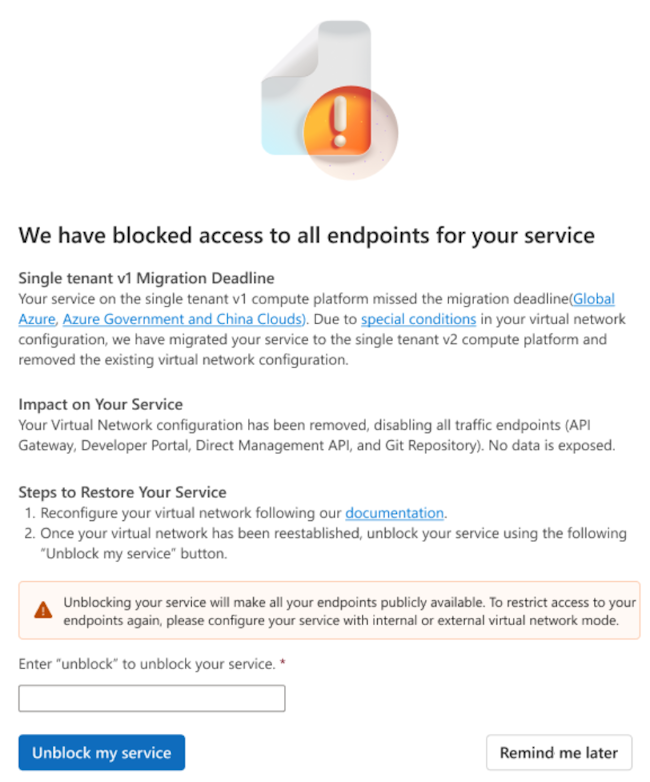 We have blocked access to all endpoints for your service
Single tenant v1 Migration Deadline
Your service on the single tenant v1 compute platform missed the migration deadline(Global
Azure, Azure Government and China Clouds). Due to special conditions in your virtual network
configuration, we have migrated your service to the single tenant v2 compute platform and
removed the existing virtual network configuration.
Impact on Your Service
Your Virtual Network configuration has been removed, disabling all traffic endpoints (API
Gateway, Developer Portal, Direct Management API, and Git Repository). No data is exposed.
Steps to Restore Your Service
1. Reconfigure your virtual network following our documentation.
2. Once your virtual network has been reestablished, unblock your service using the following
“Unblock my service” button.
Unblocking your service will make all your endpoints publicly available. To restrict access to your
endpoints again, please configure your service with internal or external virtual network mode.
Enter “unblock” to unblock your service. *
Unblock my service
Remind me later